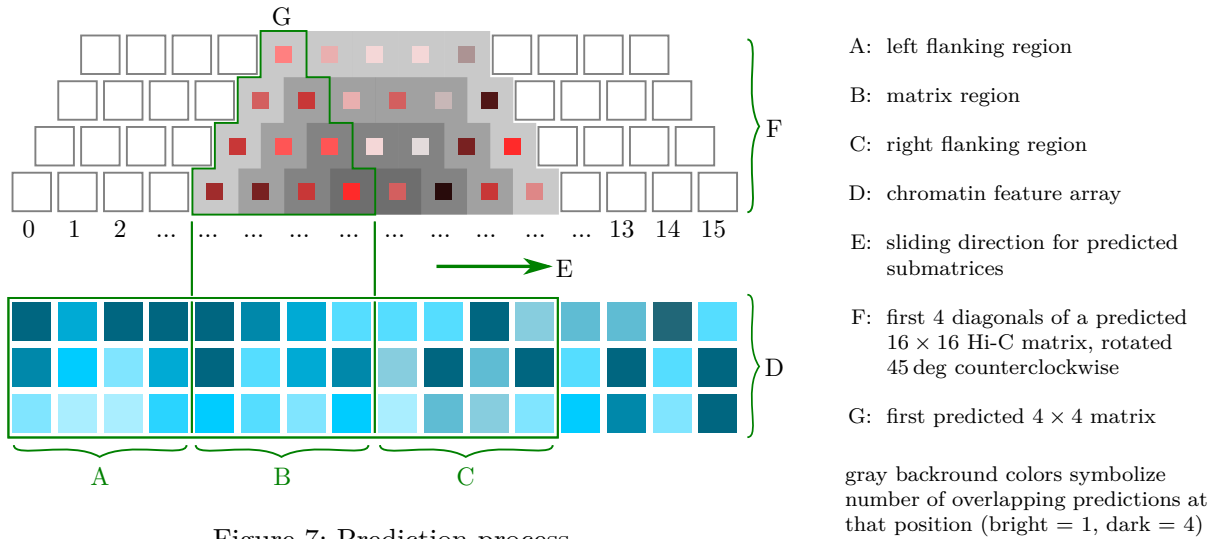 G
A: left flanking region
B: matrix region
F
C: right flanking region
D: chromatin feature array
0 1 2 ... ... ... ... ... ... ... ... ... ... 13 14 15
E: sliding direction for predicted
submatrices
E
F: first 4 diagonals of a predicted
16 × 16 Hi-C matrix, rotated
45 deg counterclockwise
D
G: first predicted 4 × 4 matrix
A B C
gray backround colors symbolize
number of overlapping predictions at
that position (bright = 1, dark = 4)
Figure 7: Prediction process